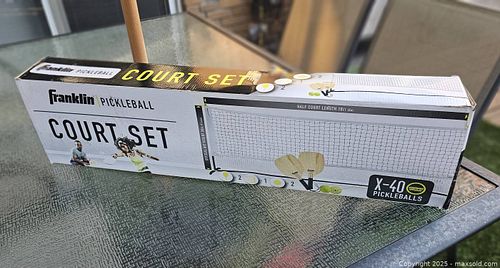 Franklin PICKLEBALL COURT SET
Franklin PICKLEBALL
COURT SET
HALF COURT LENGTH
2 1 2
X-40
PICKLEBALLS
Copyright 2025 - maxsold.com